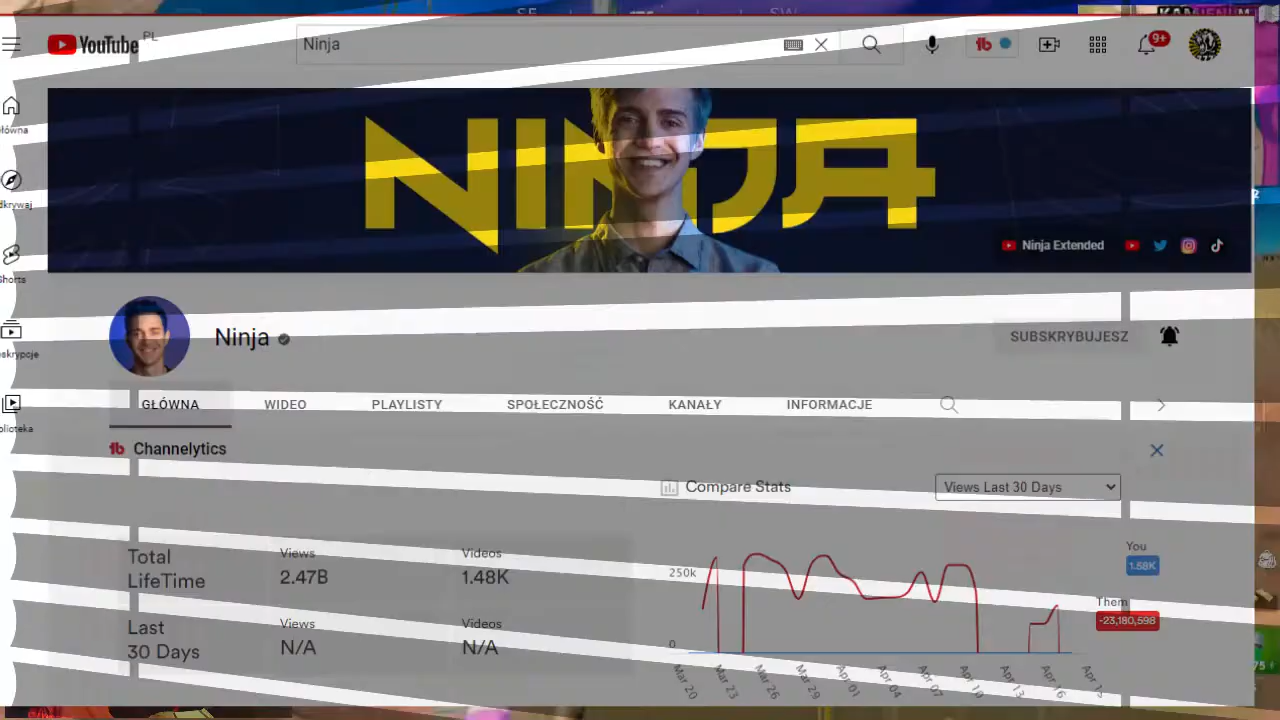 YouTube PL
Ninja
9+
NINJA
Ninja Extended
Główna
Shorts
Ninja
SUBSKRYBUJESZ
GŁÓWNA WIDEO PLAYLISTY SPOŁECZNOŚĆ KANAŁY INFORMACJE
tb Channelytics
Compare Stats
Views Last 30 Days
Total
LifeTime
Views
2.47B
Videos
1.48K
Last
30 Days
Views
N/A
Videos
N/A
250k
0
Mar 20 Mar 23 Mar 26 Mar 29 Apr 01 Apr 04 Apr 07 Apr 10 Apr 13 Apr 16
You
1.58K
Them
-23,180,598